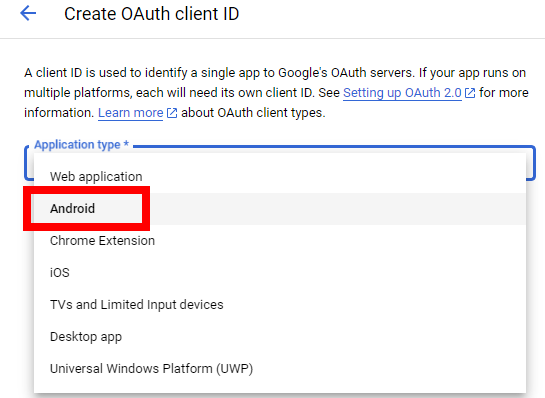 Create OAuth client ID
A client ID is used to identify a single app to Google's OAuth servers. If your app runs on
multiple platforms, each will need its own client ID. See Setting up OAuth 2.0 for more
information. Learn more about OAuth client types.
Application type *
Web application
Android
Chrome Extension
iOS
TVs and Limited Input devices
Desktop app
Universal Windows Platform (UWP)